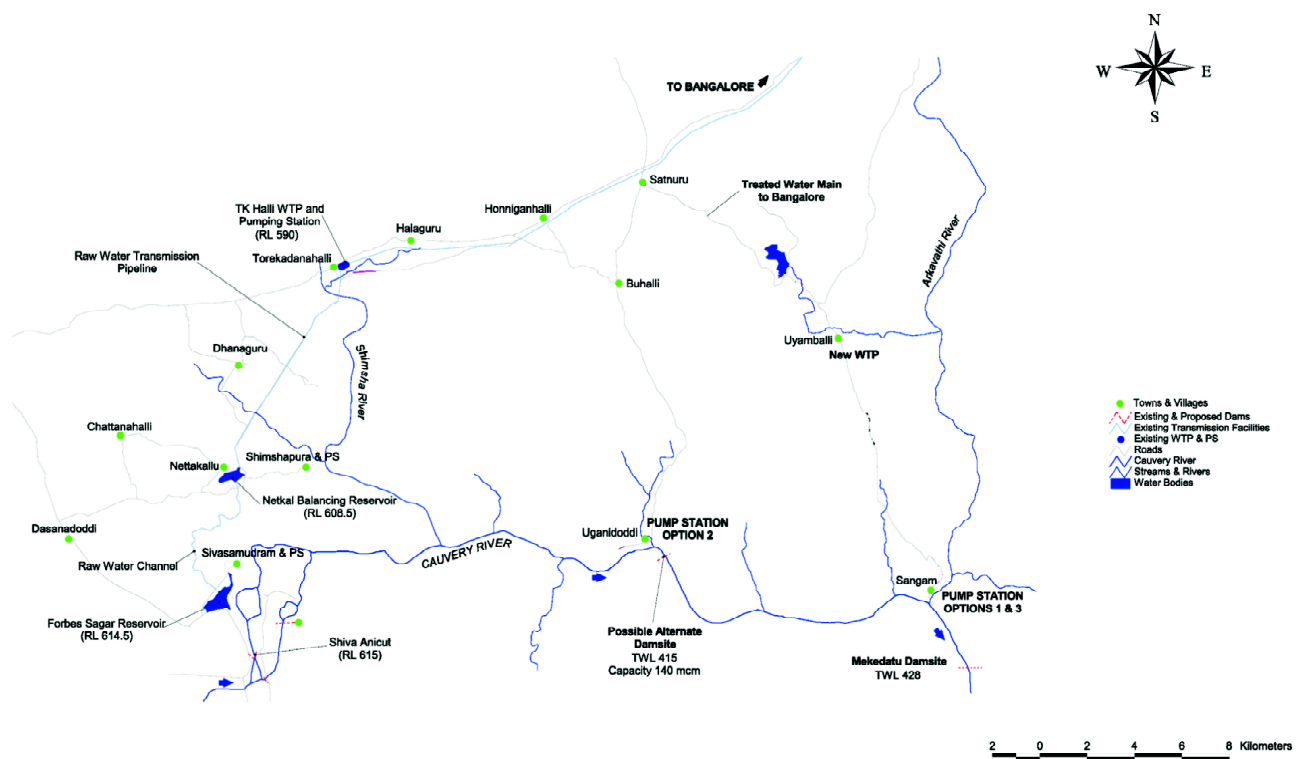 N
W
E
S
TO BANGALORE
Satnuru
Treated Water Main
to Bangalore
TK Halli WTP and
Pumping Station
(RL 590)
Honniganhalli
Halaguru
Raw Water Transmission
Pipeline
Torekadanahalli
Arkavathi River
Buhalli
Uyamballi
New WTP
Dhanaguru
Shimsha River
Towns & Villages
Existing & Proposed Dams
Existing Transmission Facilities
Existing WTP & PS
Roads
Cauvery River
Streams & Rivers
Water Bodies
Chattanahalli
Nettakallu
Shimshapura & PS
Netkal Balancing Reservoir
(RL 608.5)
Dasanadoddi
Uganidoddi
PUMP STATION
OPTION 2
CAUVERY RIVER
Sivasamudram & PS
Raw Water Channel
Sangam
PUMP STATION
OPTIONS 1 & 3
Forbes Sagar Reservoir
(RL 614.5)
Shiva Anicut
(RL 615)
Possible Alternate
Damsite
TWL 415
Capacity 140 mcm
Mekedatu Damsite
TWL 428
2 0 2 4 6 8 Kilometers